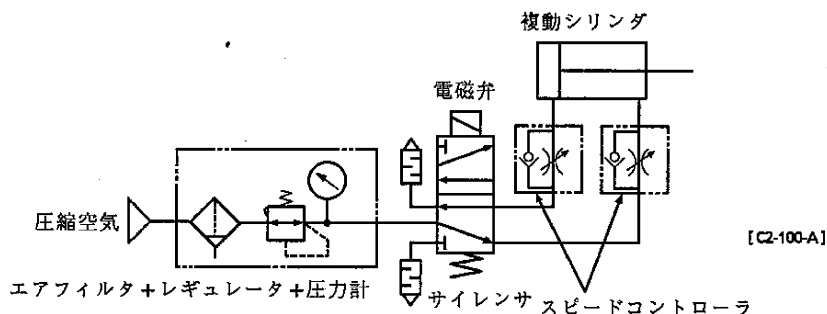 複動シリンダ
電磁弁
圧縮空気
[C2-100-A]
エアフィルタ+レギュレータ+圧力計
サイレンサ
スピードコントローラ